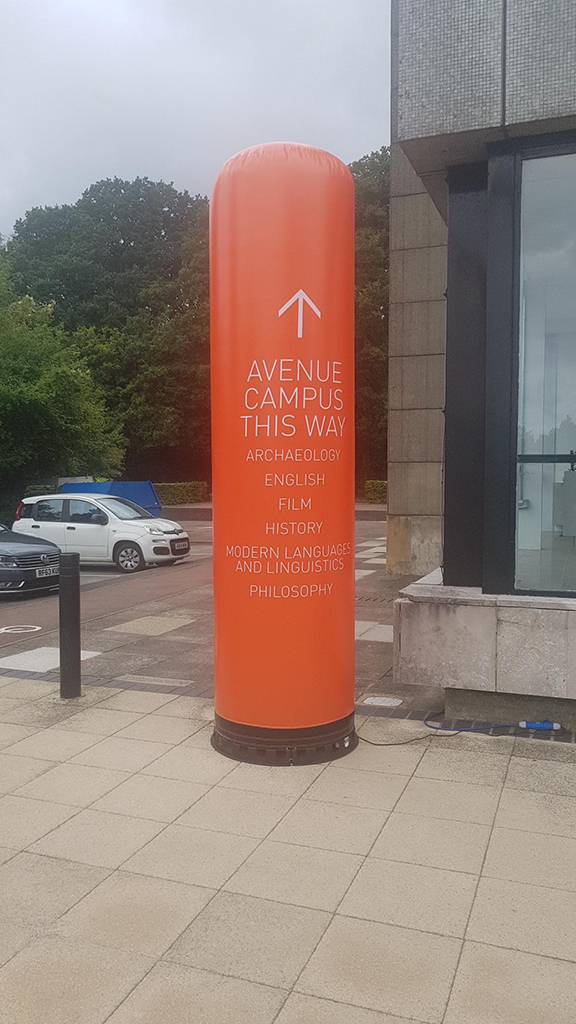 AVENUE
CAMPUS
THIS WAY
ARCHAEOLOGY
ENGLISH
FILM
HISTORY
MODERN LANGUAGES
AND LINGUISTICS
PHILOSOPHY